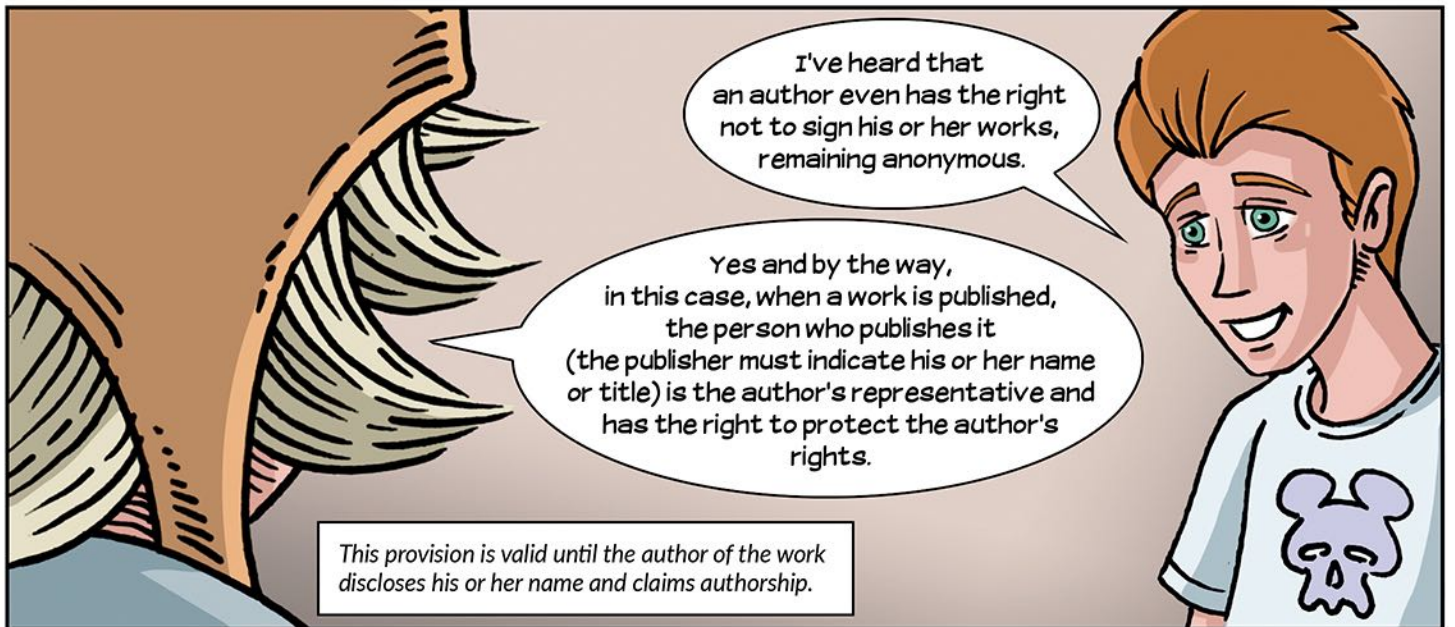 I've heard that
an author even has the right
not to sign his or her works,
remaining anonymous.
Yes and by the way,
in this case, when a work is published,
the person who publishes it
(the publisher must indicate his or her name
or title) is the author's representative and
has the right to protect the author's
rights.
This provision is valid until the author of the work
discloses his or her name and claims authorship.